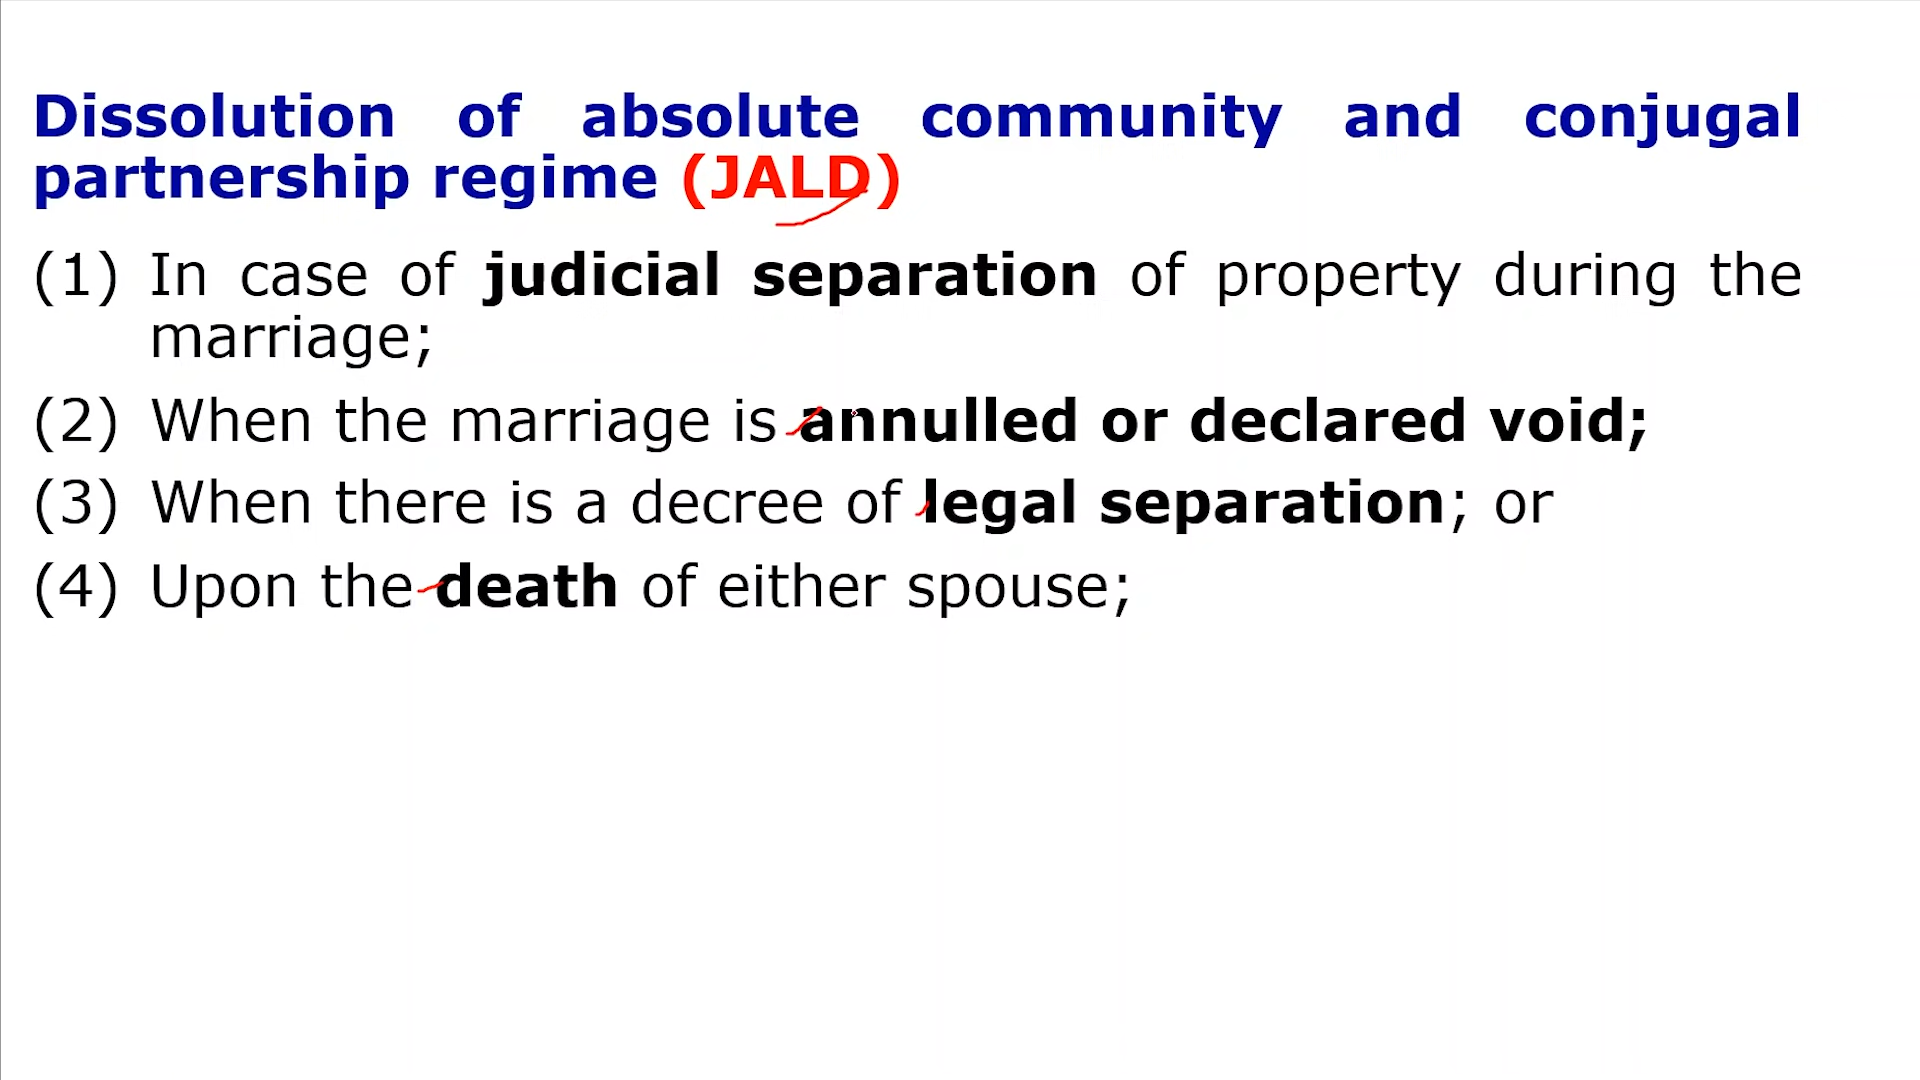 Dissolution of absolute community and conjugal
partnership regime (JALD)
(1) In case of judicial separation of property during the
marriage;
(2) When the marriage is annulled or declared void;
(3) When there is a decree of legal separation; or
(4) Upon the death of either spouse;